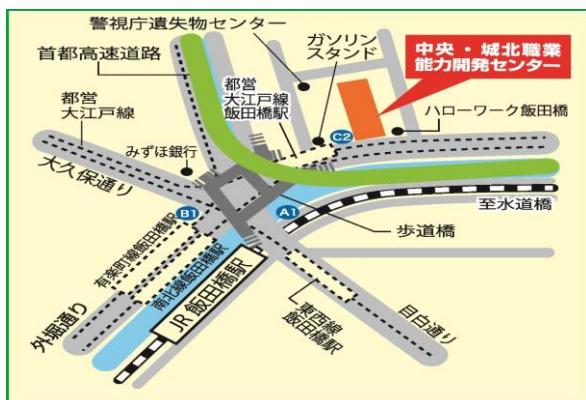 警視庁遺失物センター
ガソリン
スタンド
中央・城北職業
能力開発センター
首都高速道路
都営
大江戸線
飯田橋駅
都営
大江戸線
C2
ハローワーク飯田橋
みずほ銀行
大久保通り
B1
A1
至水道橋
歩道橋
有楽町線飯田橋駅
南北線飯田橋駅
JR 飯田橋駅
東西線
飯田橋駅
外堀通り
目白通り